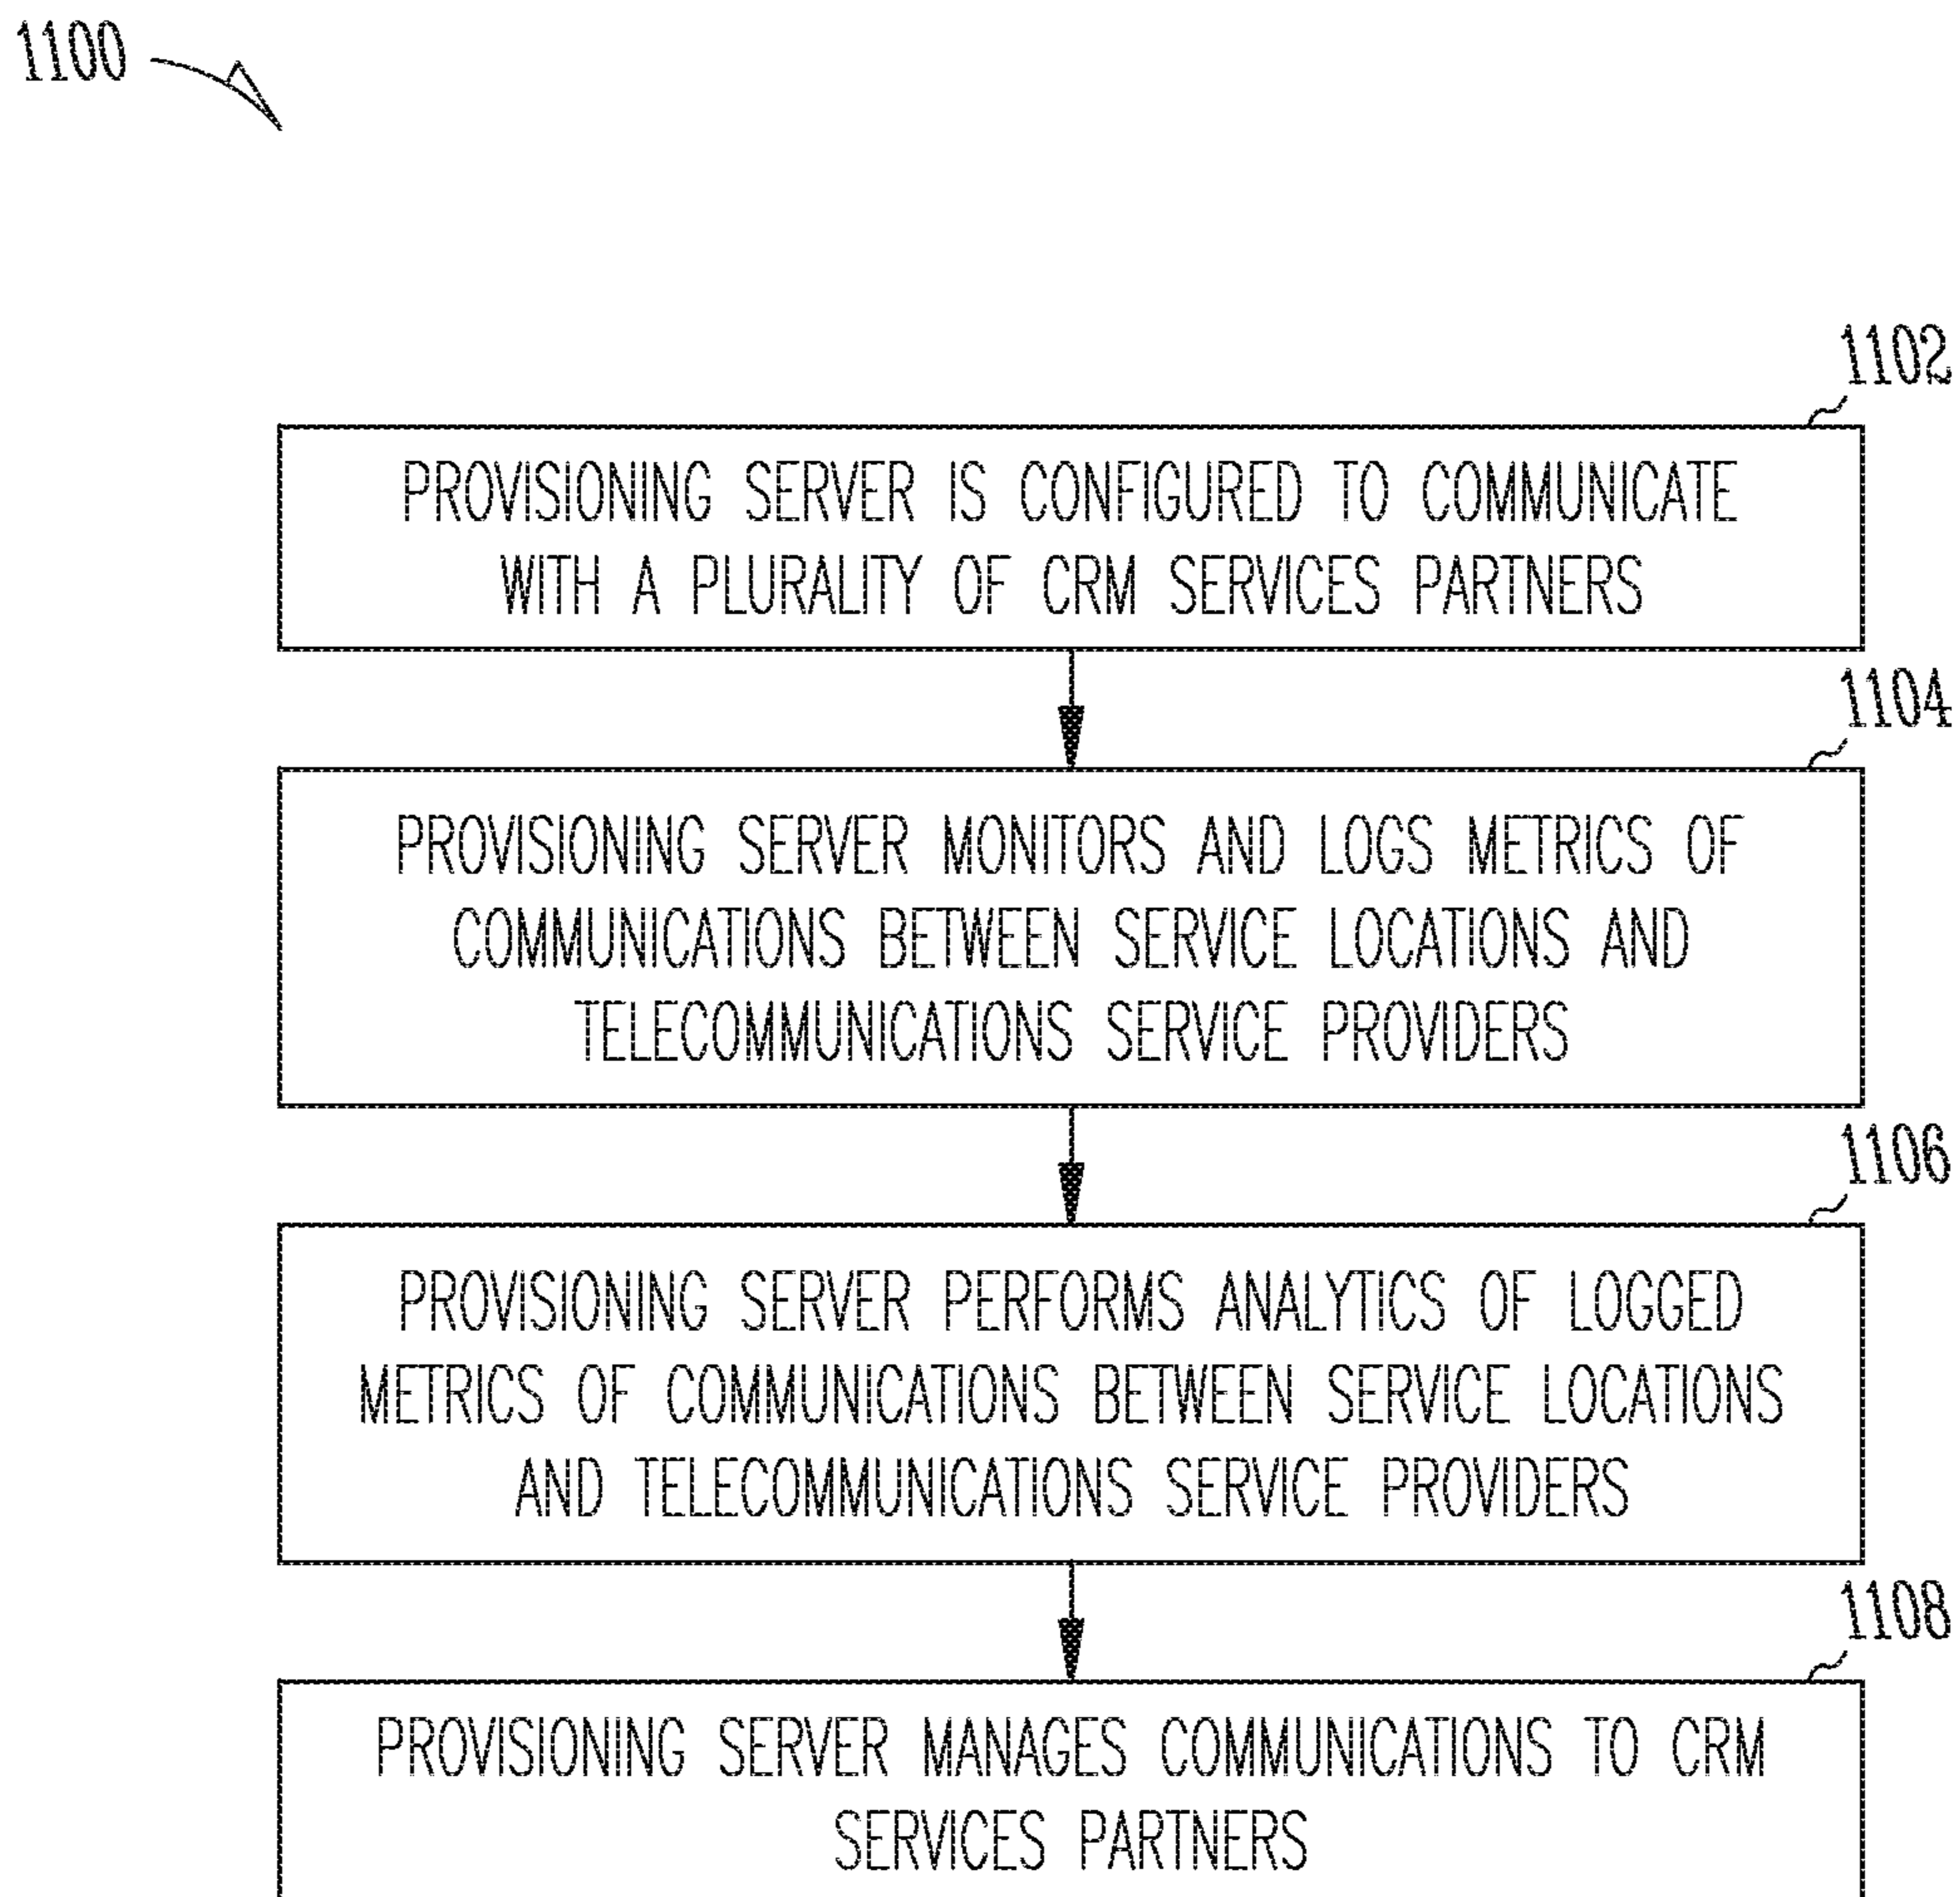 1100
1102
PROVISIONING SERVER IS CONFIGURED TO COMMUNICATE
WITH A PLURALITY OF CRM SERVICES PARTNERS
1104
PROVISIONING SERVER MONITORS AND LOGS METRICS OF
COMMUNICATIONS BETWEEN SERVICE LOCATIONS AND
TELECOMMUNICATIONS SERVICE PROVIDERS
1106
PROVISIONING SERVER PERFORMS ANALYTICS OF LOGGED
METRICS OF COMMUNICATIONS BETWEEN SERVICE LOCATIONS
AND TELECOMMUNICATIONS SERVICE PROVIDERS
1108
PROVISIONING SERVER MANAGES COMMUNICATIONS TO CRM
SERVICES PARTNERS